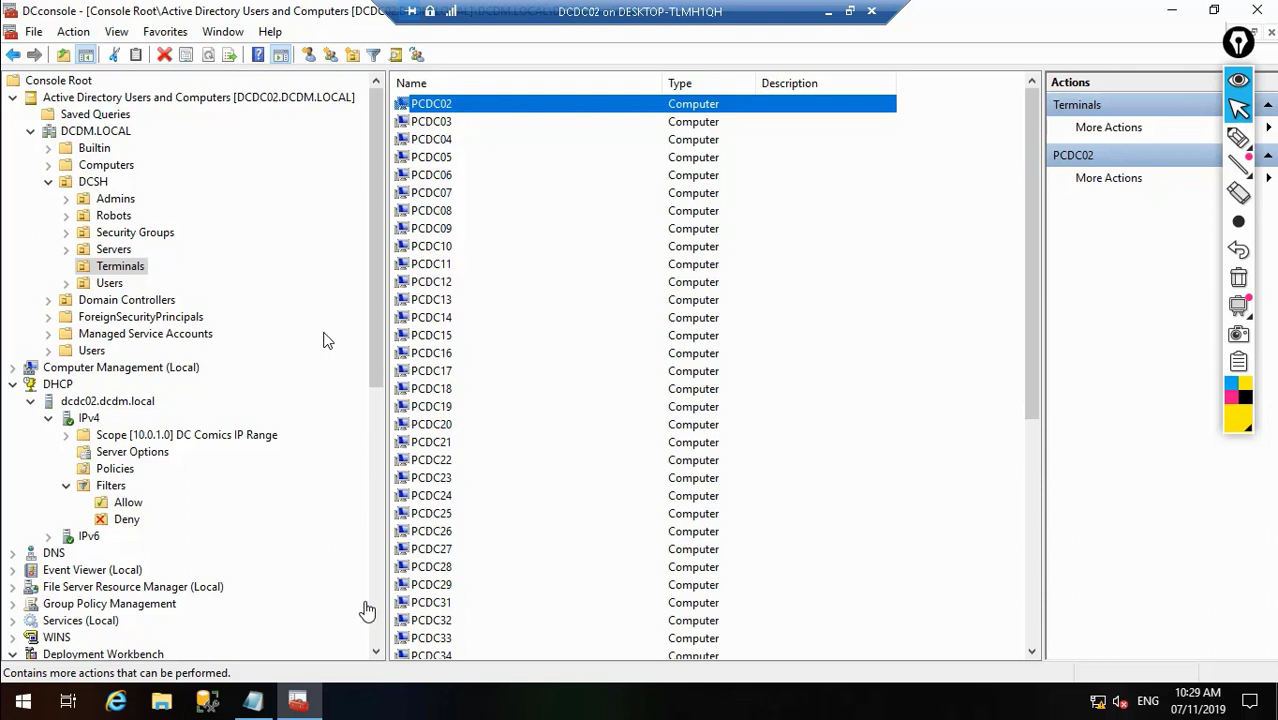 DCconsole - [Console Root\Active Directory Users and Computers [DCDC02
DCDC02 on DESKTOP-TLMH1QH
File Action View Favorites Window Help
Console Root
Active Directory Users and Computers [DCDC02.DCDM.LOCAL]
Saved Queries
DCDM.LOCAL
Builtin
Computers
DCSH
Admins
Robots
Security Groups
Servers
Terminals
Users
Domain Controllers
ForeignSecurityPrincipals
Managed Service Accounts
Users
Computer Management (Local)
DHCP
dcdc02.dcdm.local
IPv4
Scope [10.0.1.0] DC Comics IP Range
Server Options
Policies
Filters
Allow
Deny
IPv6
DNS
Event Viewer (Local)
File Server Resource Manager (Local)
Group Policy Management
Services (Local)
WINS
Deployment Workbench
Name Type Description
PCDC02 Computer
PCDC03 Computer
PCDC04 Computer
PCDC05 Computer
PCDC06 Computer
PCDC07 Computer
PCDC08 Computer
PCDC09 Computer
PCDC10 Computer
PCDC11 Computer
PCDC12 Computer
PCDC13 Computer
PCDC14 Computer
PCDC15 Computer
PCDC16 Computer
PCDC17 Computer
PCDC18 Computer
PCDC19 Computer
PCDC20 Computer
PCDC21 Computer
PCDC22 Computer
PCDC23 Computer
PCDC24 Computer
PCDC25 Computer
PCDC26 Computer
PCDC27 Computer
PCDC28 Computer
PCDC29 Computer
PCDC31 Computer
PCDC32 Computer
PCDC33 Computer
PCDC34 Computer
Actions
Terminals
More Actions
PCDC02
More Actions
Contains more actions that can be performed.
ENG
10:29 AM
07/11/2019